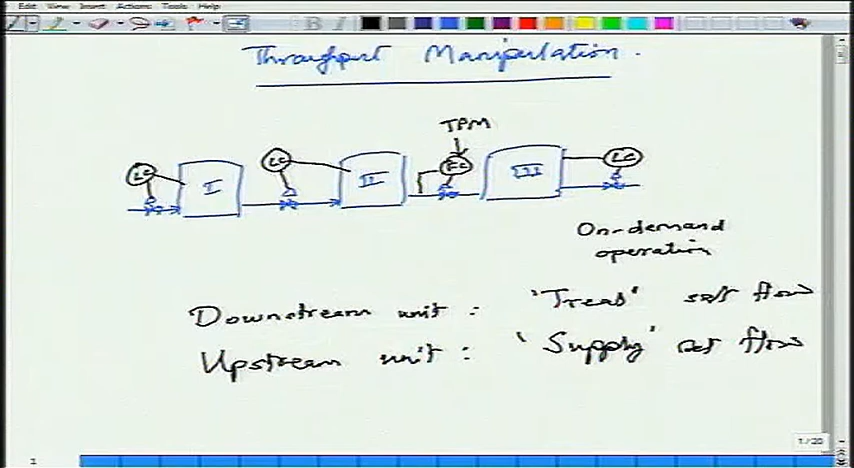 Edit View Insert Actions Tools Help
Throughput Manipulation.
TPM
LC LC FC LC
I II III
On-demand
operation
Downstream unit : 'Treat' set flow
Upstream unit : 'Supply' set flow
1/20
1